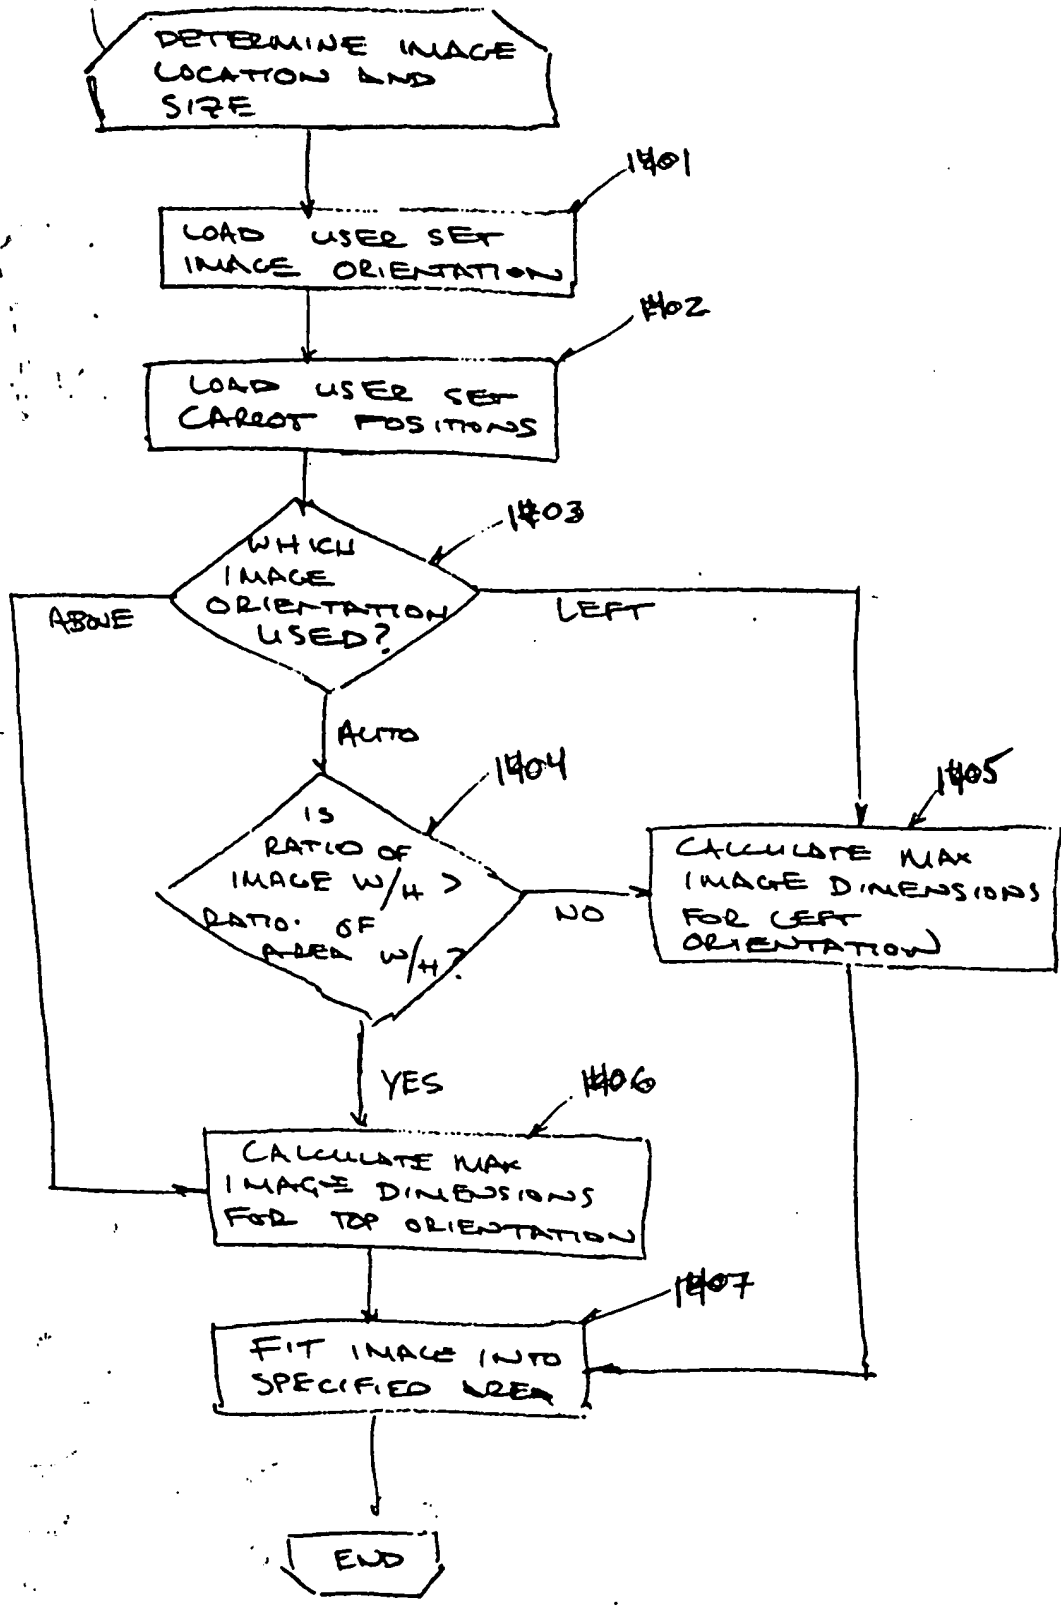 DETERMINE IMAGE
LOCATION AND
SIZE
1401
LOAD USER SET
IMAGE ORIENTATION
1402
LOAD USER SET
CARROT POSITIONS
1403
WHICH
IMAGE
ORIENTATION
USED?
ABOVE
LEFT
AUTO
1404
IS
RATIO OF
IMAGE W/H >
RATIO OF
AREA W/H?
NO
1405
CALCULATE MAX
IMAGE DIMENSIONS
FOR LEFT
ORIENTATION
YES
1406
CALCULATE MAX
IMAGE DIMENSIONS
FOR TOP ORIENTATION
1407
FIT IMAGE INTO
SPECIFIED AREA
END